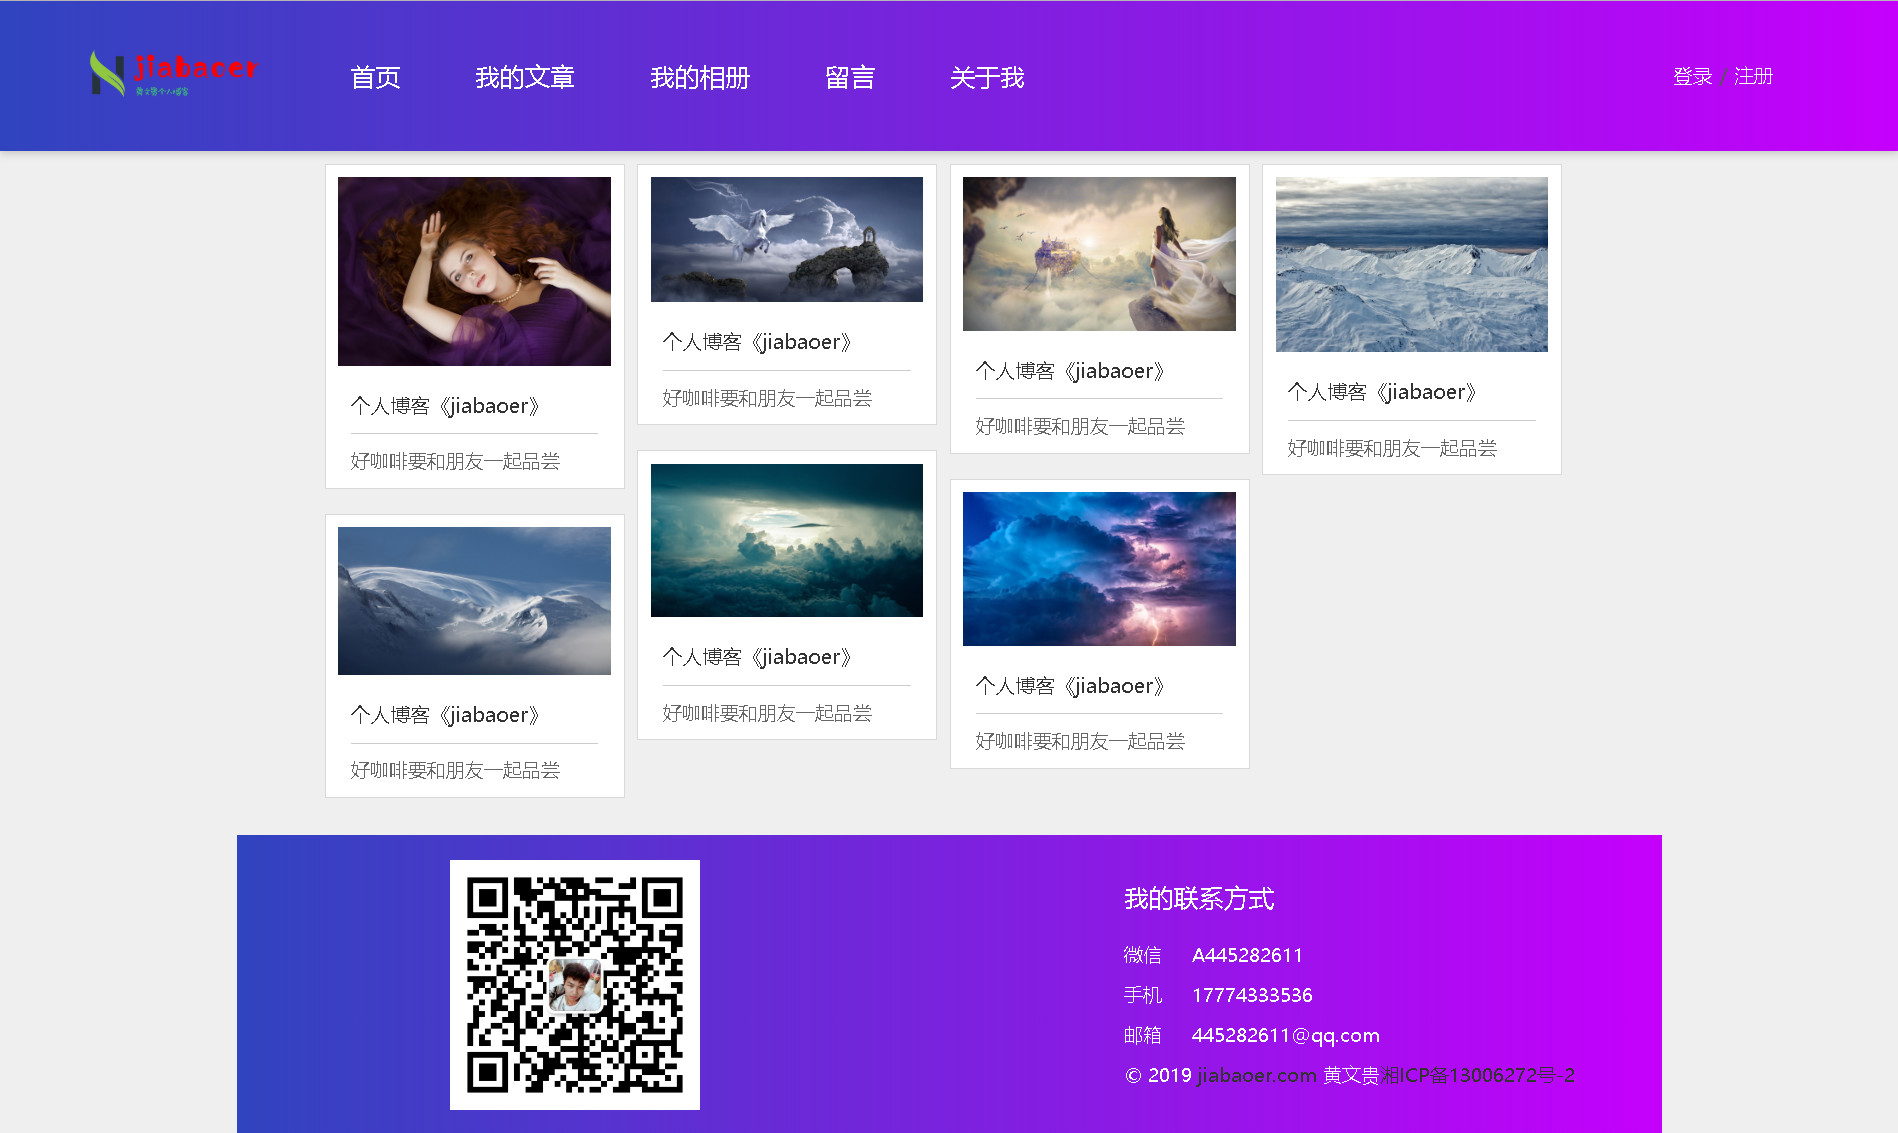 jiabaoer
首页 我的文章 我的相册 留言 关于我 登录 / 注册
个人博客《jiabaoer》
好咖啡要和朋友一起品尝
个人博客《jiabaoer》
好咖啡要和朋友一起品尝
个人博客《jiabaoer》
好咖啡要和朋友一起品尝
个人博客《jiabaoer》
好咖啡要和朋友一起品尝
个人博客《jiabaoer》
好咖啡要和朋友一起品尝
个人博客《jiabaoer》
好咖啡要和朋友一起品尝
个人博客《jiabaoer》
好咖啡要和朋友一起品尝
我的联系方式
微信 A445282611
手机 17774333536
邮箱 445282611@qq.com
© 2019 jiabaoer.com 黄文贵湘ICP备13006272号-2